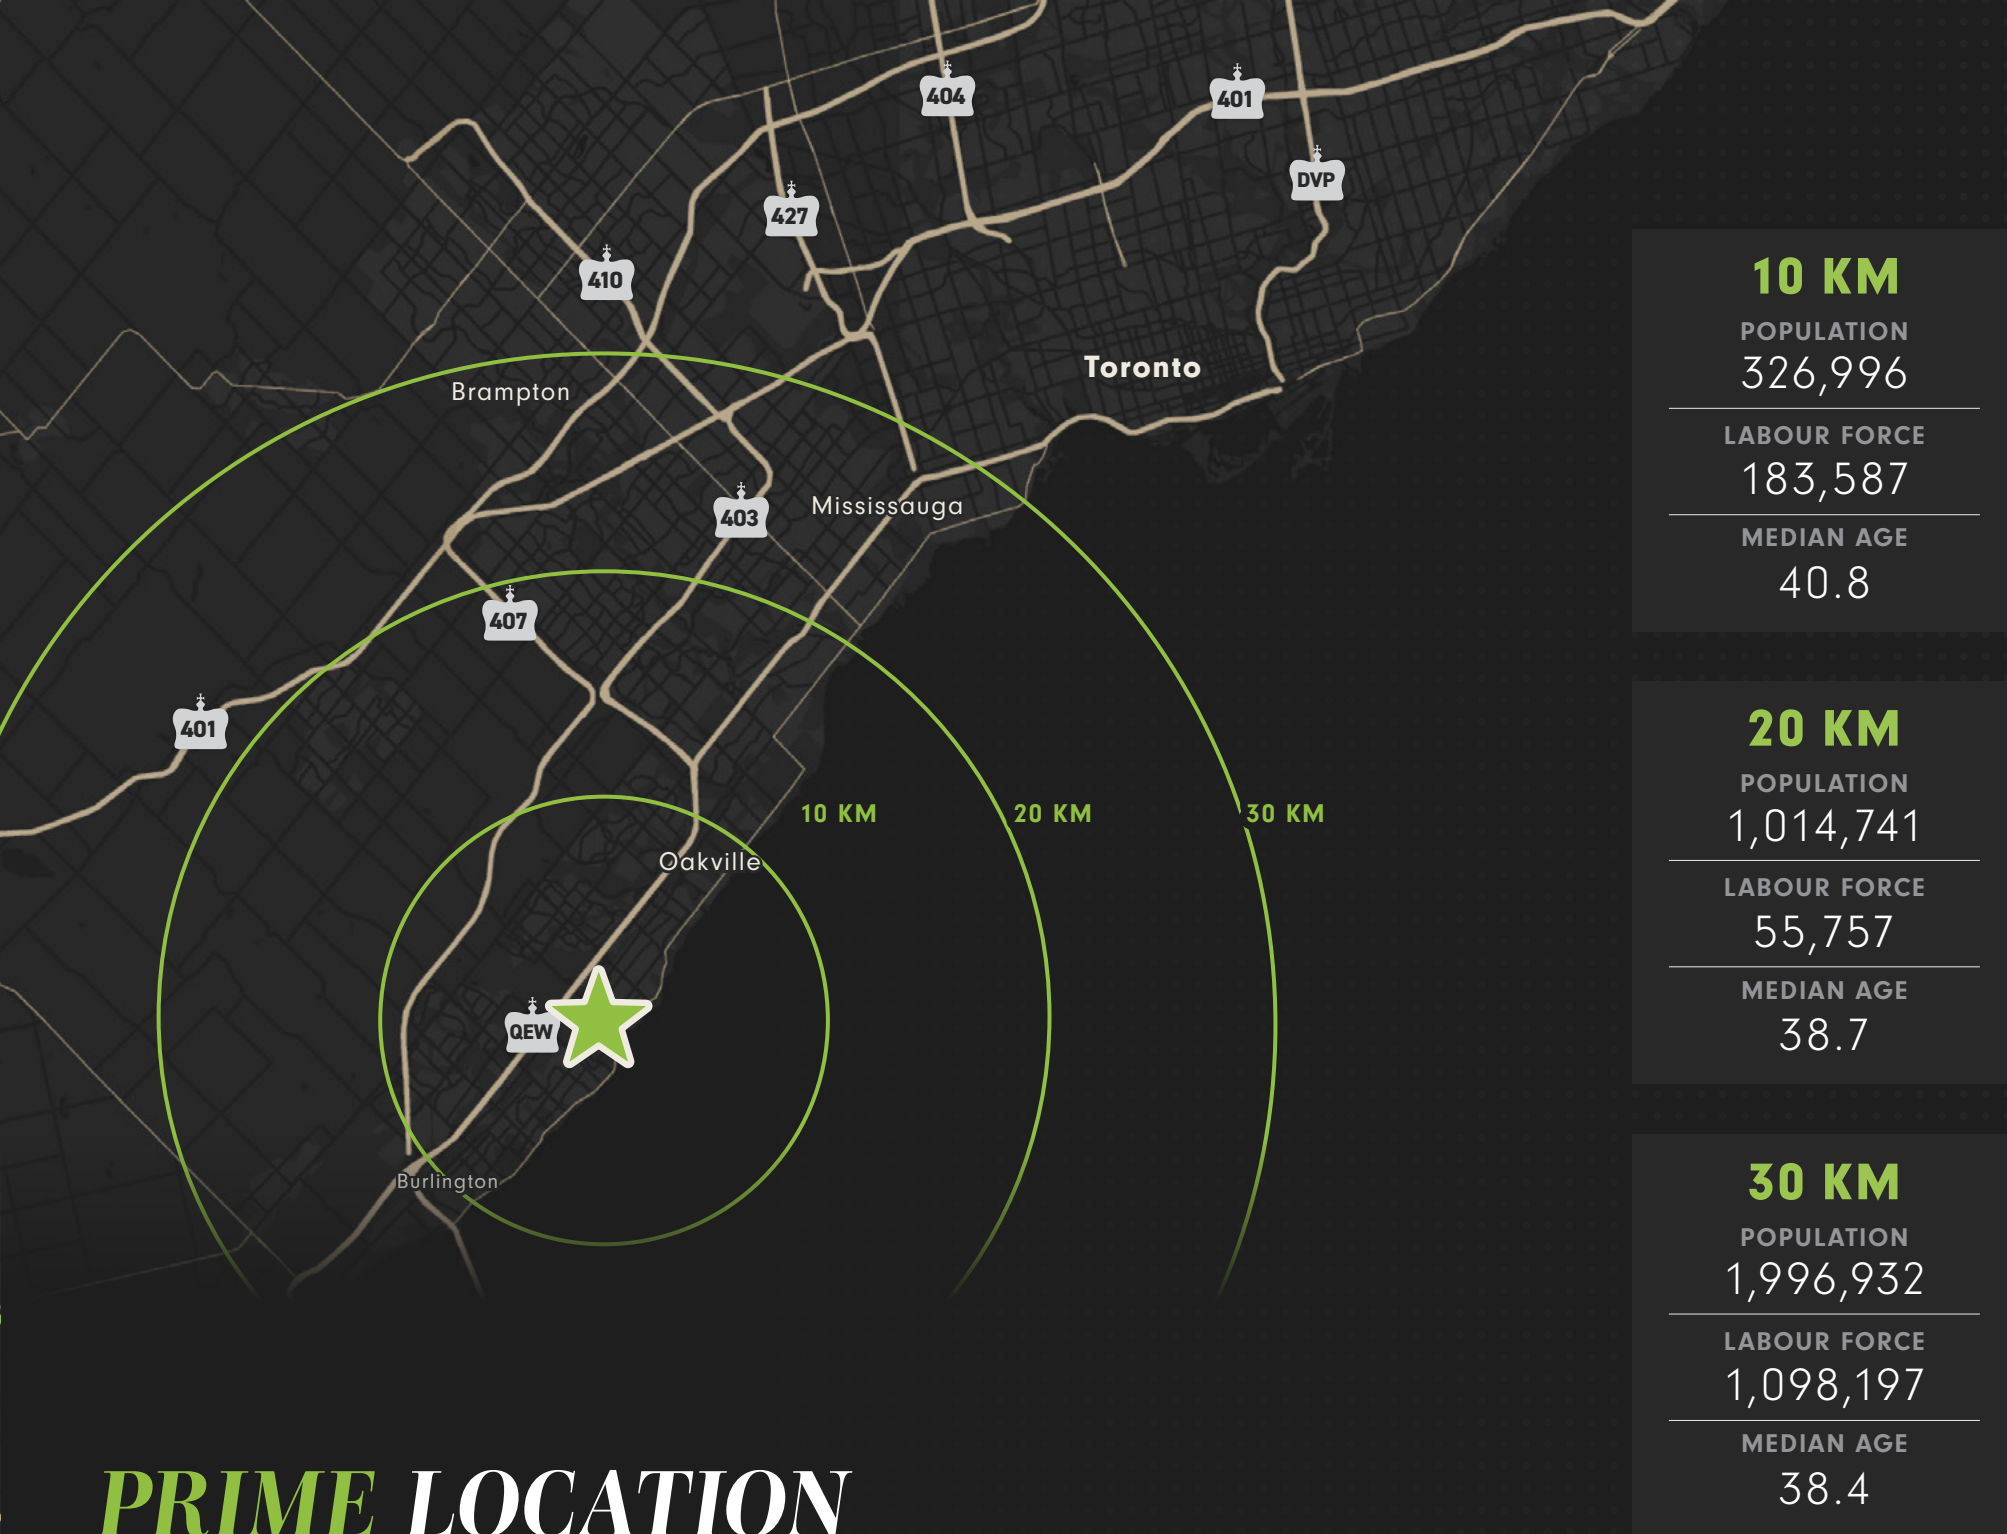 404
401
DVP
427
410
Toronto
Brampton
403
Mississauga
407
401
10 KM
20 KM
30 KM
Oakville
QEW
Burlington
10 KM
POPULATION
326,996
LABOUR FORCE
183,587
MEDIAN AGE
40.8
20 KM
POPULATION
1,014,741
LABOUR FORCE
55,757
MEDIAN AGE
38.7
30 KM
POPULATION
1,996,932
LABOUR FORCE
1,098,197
MEDIAN AGE
38.4
PRIME LOCATION